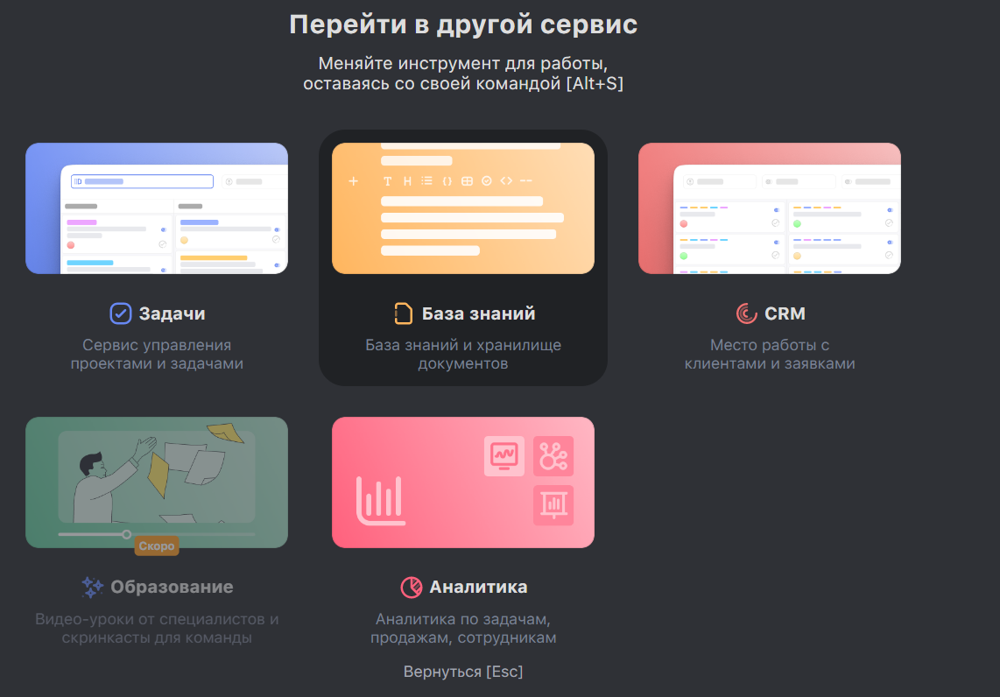 Перейти в другой сервис
Меняйте инструмент для работы,
оставаясь со своей командой [Alt+S]
Задачи
Сервис управления
проектами и задачами
База знаний
База знаний и хранилище
документов
CRM
Место работы с
клиентами и заявками
Скоро
Образование
Видео-уроки от специалистов и
скринкасты для команды
Аналитика
Аналитика по задачам,
продажам, сотрудникам
Вернуться [Esc]